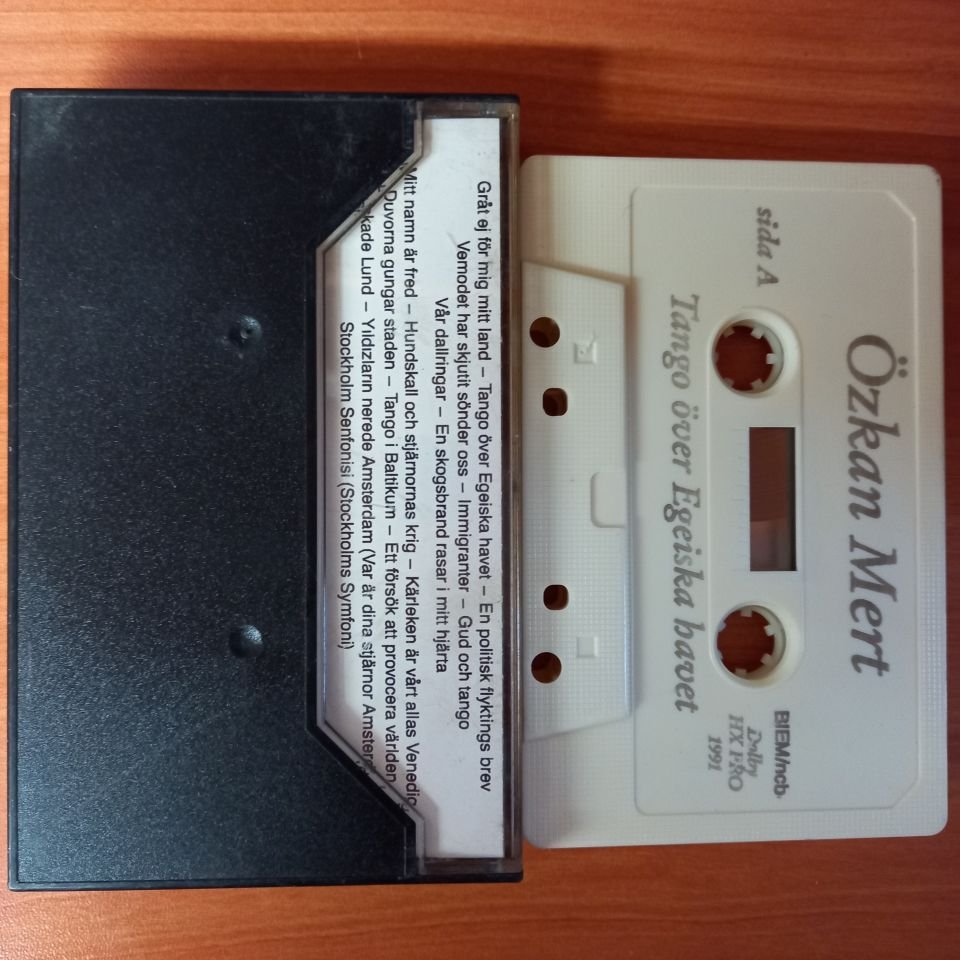 Gråt ej för mig mitt land – Tango över Egeiska havet – En politisk flyktings brev
Vemodet har skjutit sönder oss – Immigranter – Gud och tango
Vår dallringar – En skogsbrand rasar i mitt hjärta
Mitt namn är fred – Hundskall och stjärnornas krig – Kärleken är vårt allas Venedig
Duvorna gungar staden – Tango i Baltikum – Ett försök att provocera världen
Lund – Yıldızların nerede Amsterdam (Var är dina stjärnor
Stockholm Senfonisi (Stockholms Symfoni)
Özkan Mert
sida A
Tango över Egeiska havet
BIEM/ncb
Dolby
HX PRO
1991